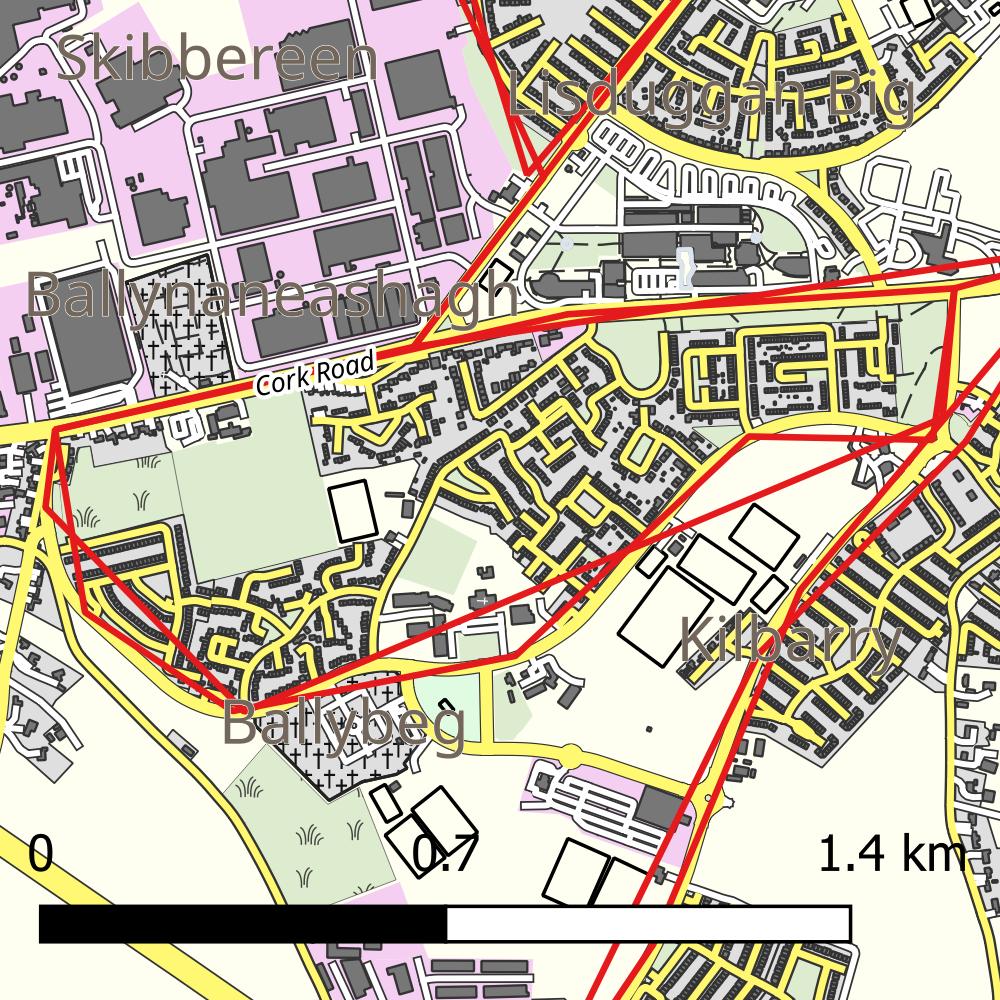 Skibbereen
Lisduggan Big
Ballynaneashagh
Cork Road
Kilbarry
Ballybeg
0 0.7 1.4 km